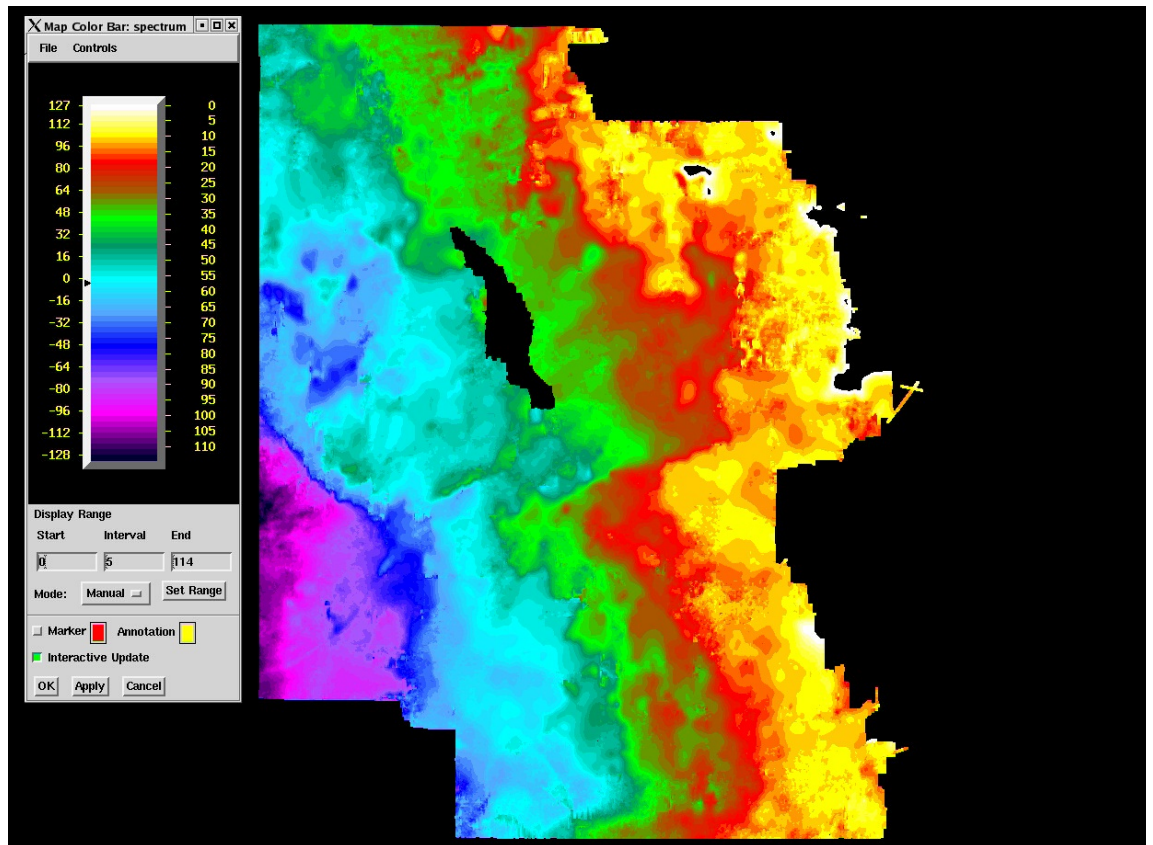 X Map Color Bar: spectrum
File Controls
127 0
112 5
96 10
80 15
64 20
48 25
32 30
16 35
0 40
-16 45
-32 50
-48 55
-64 60
-80 65
-96 70
-112 75
-128 80
85
90
95
100
105
110
Display Range
Start Interval End
0 5 114
Mode: Manual Set Range
Marker Annotation
Interactive Update
OK Apply Cancel